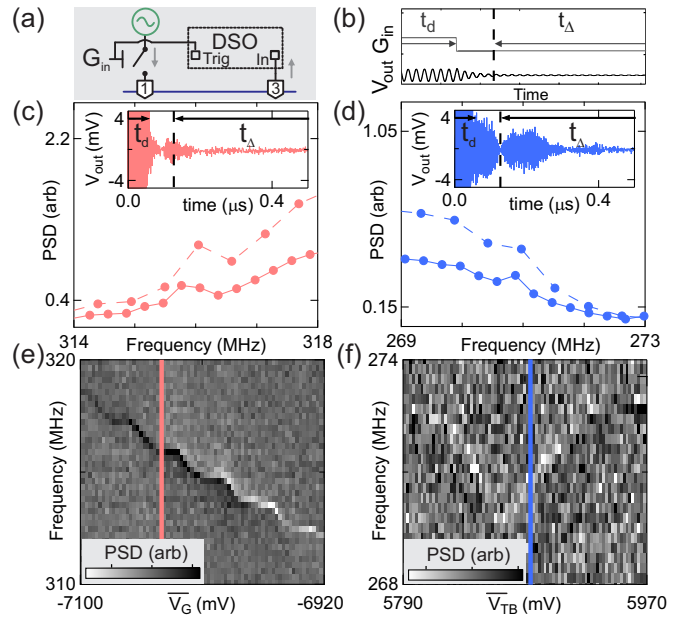 (a)
G_in
DSO
Trig
In
1
3
(b)
V_out G_in
t_d
t_Δ
Time
(c)
2.2
PSD (arb)
0.4
4
V_out (mV)
-4
t_d
t_Δ
0.0
0.4
time (μs)
314
Frequency (MHz)
318
(d)
1.05
PSD (arb)
0.15
4
V_out (mV)
-4
t_d
t_Δ
0.0
0.4
time (μs)
269
Frequency (MHz)
273
(e)
320
Frequency (MHz)
310
PSD (arb)
-7100
V̅_G̅ (mV)
-6920
(f)
274
Frequency (MHz)
268
PSD (arb)
5790
V̅_T̅B̅ (mV)
5970